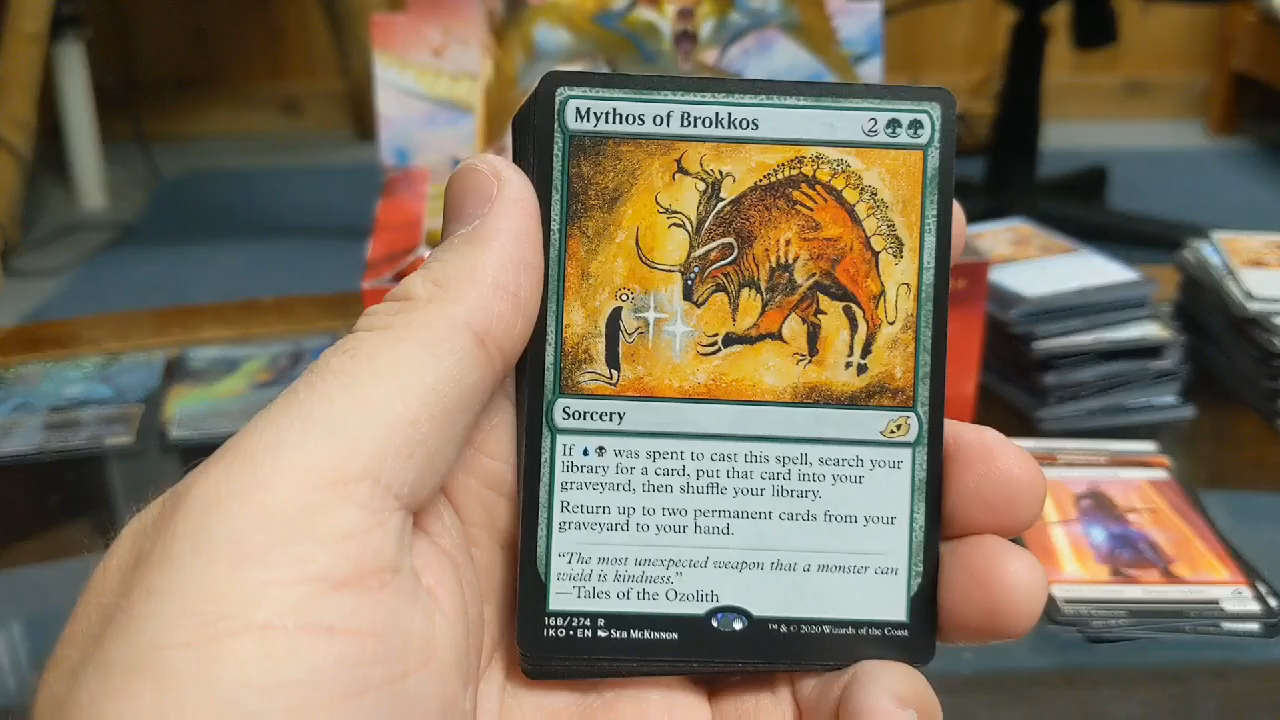 Mythos of Brokkos 2
Sorcery
If was spent to cast this spell, search your
library for a card, put that card into your
graveyard, then shuffle your library.
Return up to two permanent cards from your
graveyard to your hand.
“The most unexpected weapon that a monster can
wield is kindness.”
—Tales of the Ozolith
168/274 R
IKO • EN Seb McKinnon
™ & © 2020 Wizards of the Coast